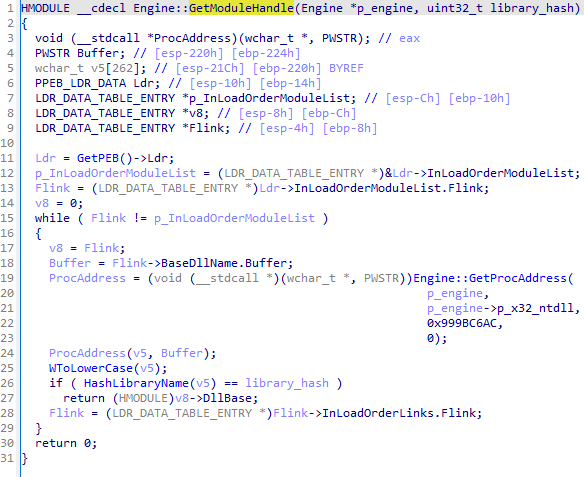 1 HMODULE __cdecl Engine::GetModuleHandle(Engine *p_engine, uint32_t library_hash)
2 {
3   void (__stdcall *ProcAddress)(wchar_t *, PWSTR); // eax
4   PWSTR Buffer; // [esp-220h] [ebp-224h]
5   wchar_t v5[262]; // [esp-21Ch] [ebp-220h] BYREF
6   PPEB_LDR_DATA Ldr; // [esp-10h] [ebp-14h]
7   LDR_DATA_TABLE_ENTRY *p_InLoadOrderModuleList; // [esp-Ch] [ebp-10h]
8   LDR_DATA_TABLE_ENTRY *v8; // [esp-8h] [ebp-Ch]
9   LDR_DATA_TABLE_ENTRY *Flink; // [esp-4h] [ebp-8h]
10
11   Ldr = GetPEB()->Ldr;
12   p_InLoadOrderModuleList = (LDR_DATA_TABLE_ENTRY *)&Ldr->InLoadOrderModuleList;
13   Flink = (LDR_DATA_TABLE_ENTRY *)Ldr->InLoadOrderModuleList.Flink;
14   v8 = 0;
15   while ( Flink != p_InLoadOrderModuleList )
16   {
17     v8 = Flink;
18     Buffer = Flink->BaseDllName.Buffer;
19     ProcAddress = (void (__stdcall *)(wchar_t *, PWSTR))Engine::GetProcAddress(
20                                                           p_engine,
21                                                           p_engine->p_x32_ntdll,
22                                                           0x999BC6AC,
23                                                           0);
24     ProcAddress(v5, Buffer);
25     WToLowerCase(v5);
26     if ( HashLibraryName(v5) == library_hash )
27       return (HMODULE)v8->DllBase;
28     Flink = (LDR_DATA_TABLE_ENTRY *)Flink->InLoadOrderLinks.Flink;
29   }
30   return 0;
31 }